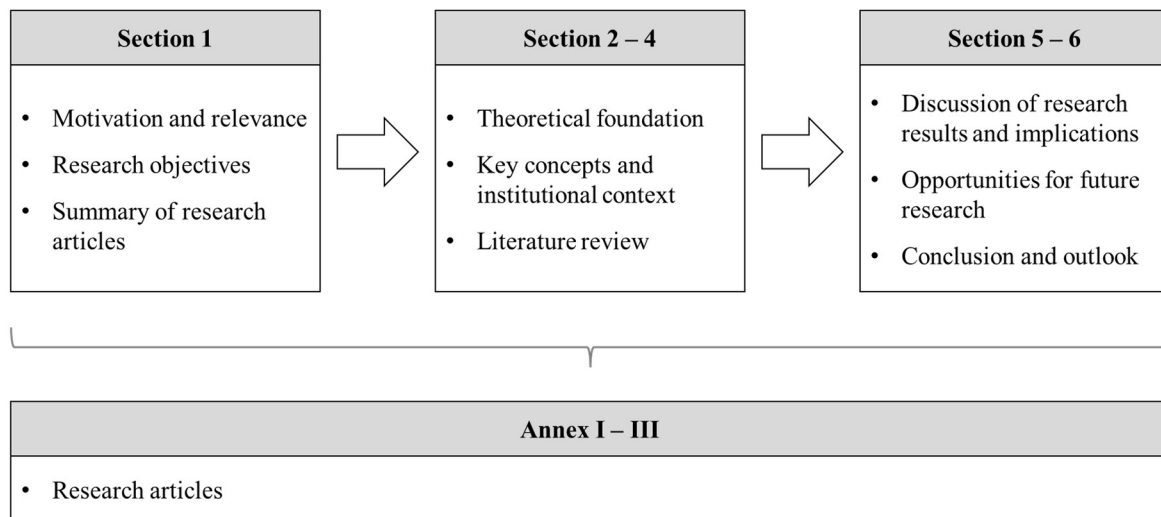 Section 1
• Motivation and relevance
• Research objectives
• Summary of research
articles
Section 2 – 4
• Theoretical foundation
• Key concepts and
institutional context
• Literature review
Section 5 – 6
• Discussion of research
results and implications
• Opportunities for future
research
• Conclusion and outlook
Annex I – III
• Research articles